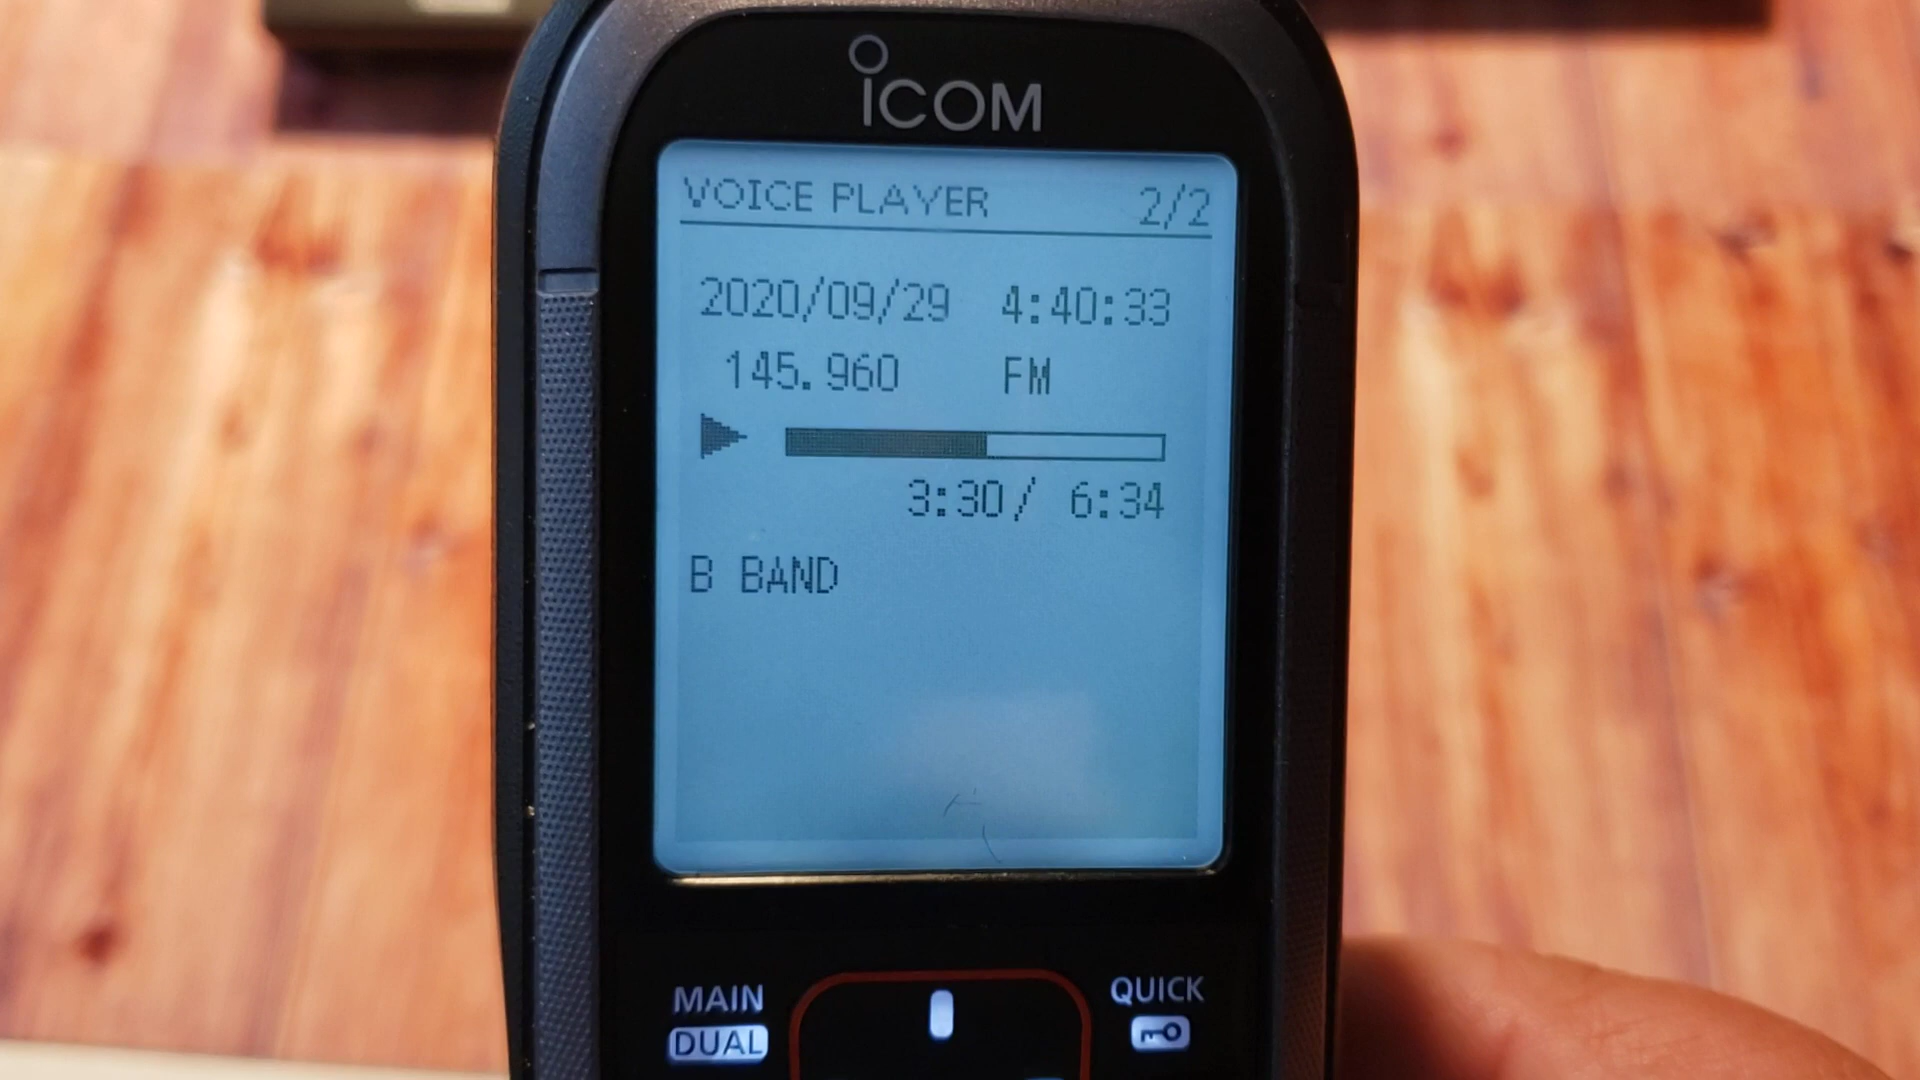 ICOM
VOICE PLAYER 2/2
2020/09/29 4:40:33
145.960 FM
3:30/ 6:34
B BAND
MAIN QUICK
DUAL